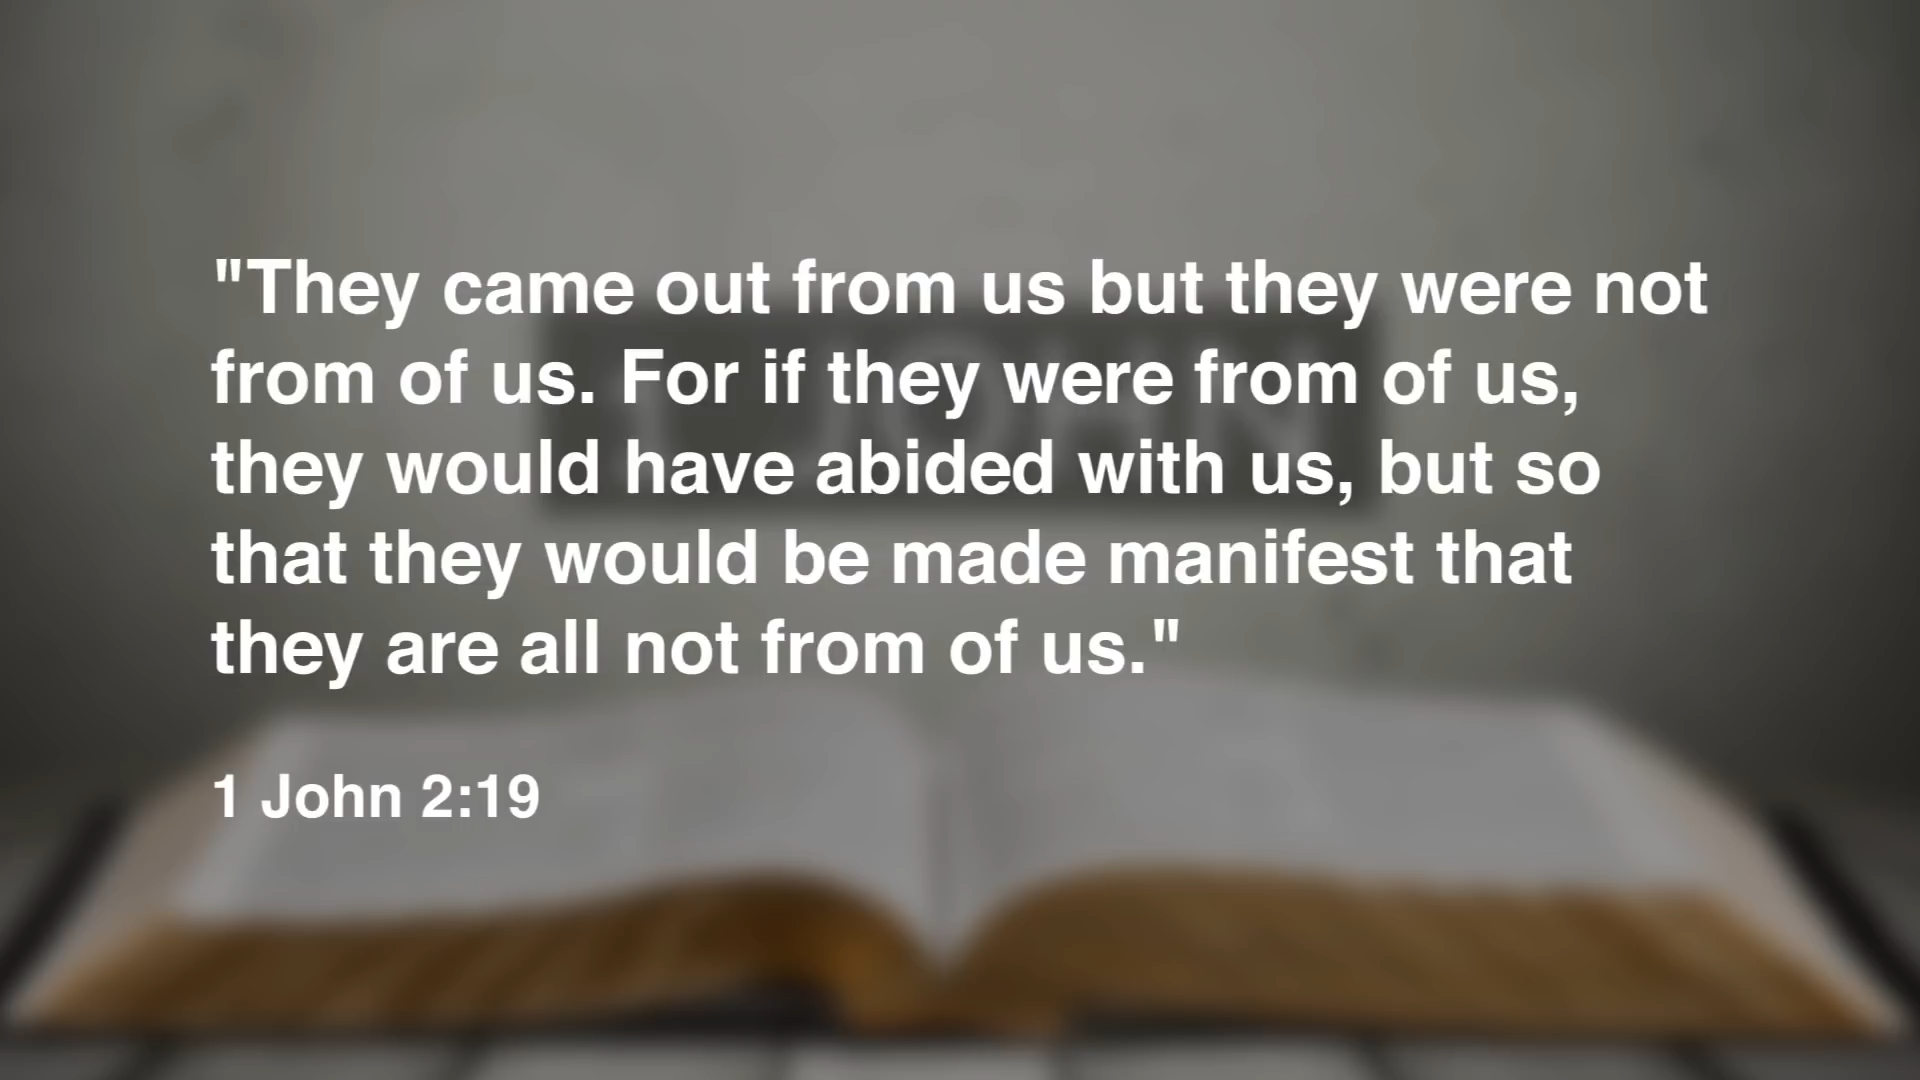 "They came out from us but they were not
from of us. For if they were from of us,
they would have abided with us, but so
that they would be made manifest that
they are all not from of us."
1 John 2:19
JOHN